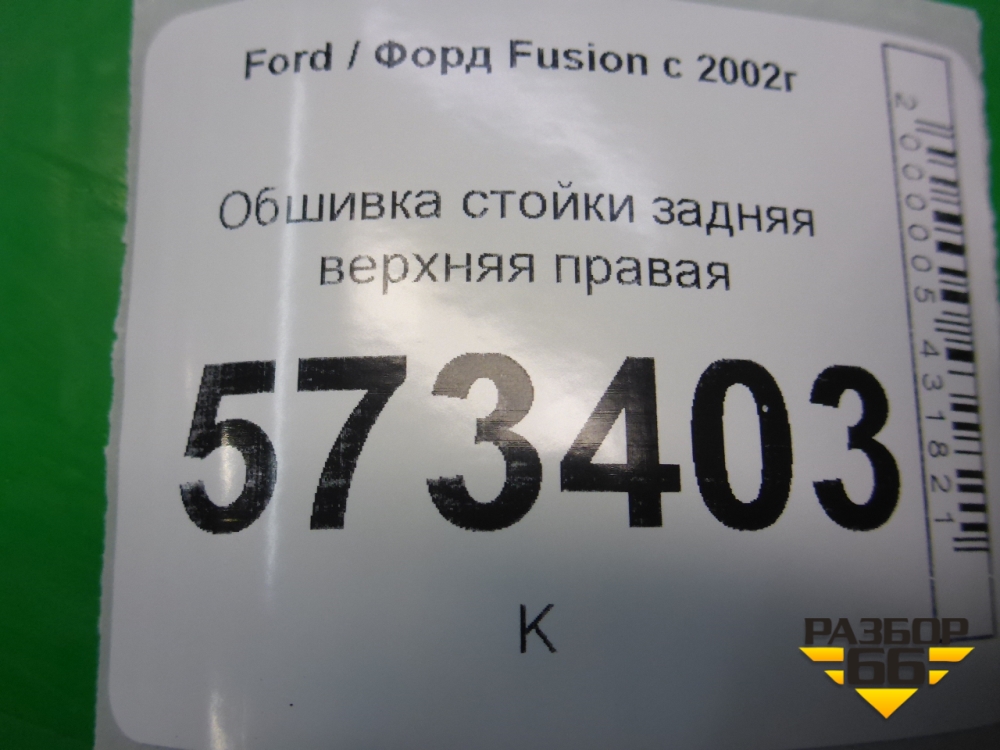 Ford / Форд Fusion с 2002г
Обшивка стойки задняя
верхняя правая
573403
К
2000005431821
РАЗБОР
66